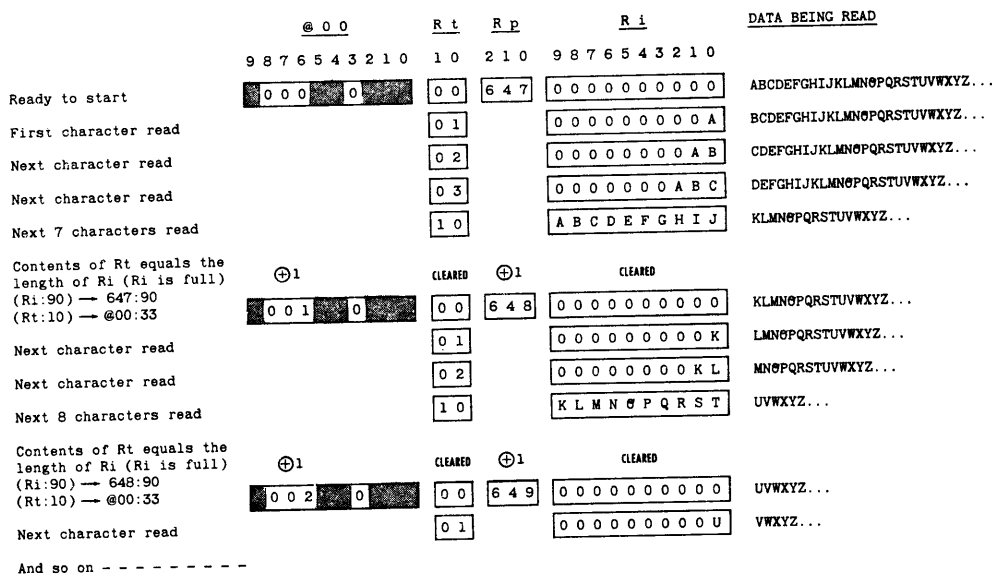 @ 0 0 R t R p R i DATA BEING READ
9 8 7 6 5 4 3 2 1 0 1 0 2 1 0 9 8 7 6 5 4 3 2 1 0
Ready to start 0 0 0 0 0 0 6 4 7 0 0 0 0 0 0 0 0 0 0 ABCDEFGHIJKLMNOPQRSTUVWXYZ...
First character read 0 1 0 0 0 0 0 0 0 0 0 A BCDEFGHIJKLMNOPQRSTUVWXYZ...
Next character read 0 2 0 0 0 0 0 0 0 0 A B CDEFGHIJKLMNOPQRSTUVWXYZ...
Next character read 0 3 0 0 0 0 0 0 0 A B C DEFGHIJKLMNOPQRSTUVWXYZ...
Next 7 characters read 1 0 A B C D E F G H I J KLMNOPQRSTUVWXYZ...
Contents of Rt equals the
length of Ri (Ri is full) ⊕1 CLEARED ⊕1 CLEARED
(Ri:90) → 647:90 0 0 1 0 0 0 6 4 8 0 0 0 0 0 0 0 0 0 0 KLMNOPQRSTUVWXYZ...
(Rt:10) → @00:33
Next character read 0 1 0 0 0 0 0 0 0 0 0 K LMNOPQRSTUVWXYZ...
Next character read 0 2 0 0 0 0 0 0 0 0 K L MNOPQRSTUVWXYZ...
Next 8 characters read 1 0 K L M N O P Q R S T UVWXYZ...
Contents of Rt equals the
length of Ri (Ri is full) ⊕1 CLEARED ⊕1 CLEARED
(Ri:90) → 648:90 0 0 2 0 0 0 6 4 9 0 0 0 0 0 0 0 0 0 0 UVWXYZ...
(Rt:10) → @00:33
Next character read 0 1 0 0 0 0 0 0 0 0 0 U VWXYZ...
And so on - - - - - - - - -